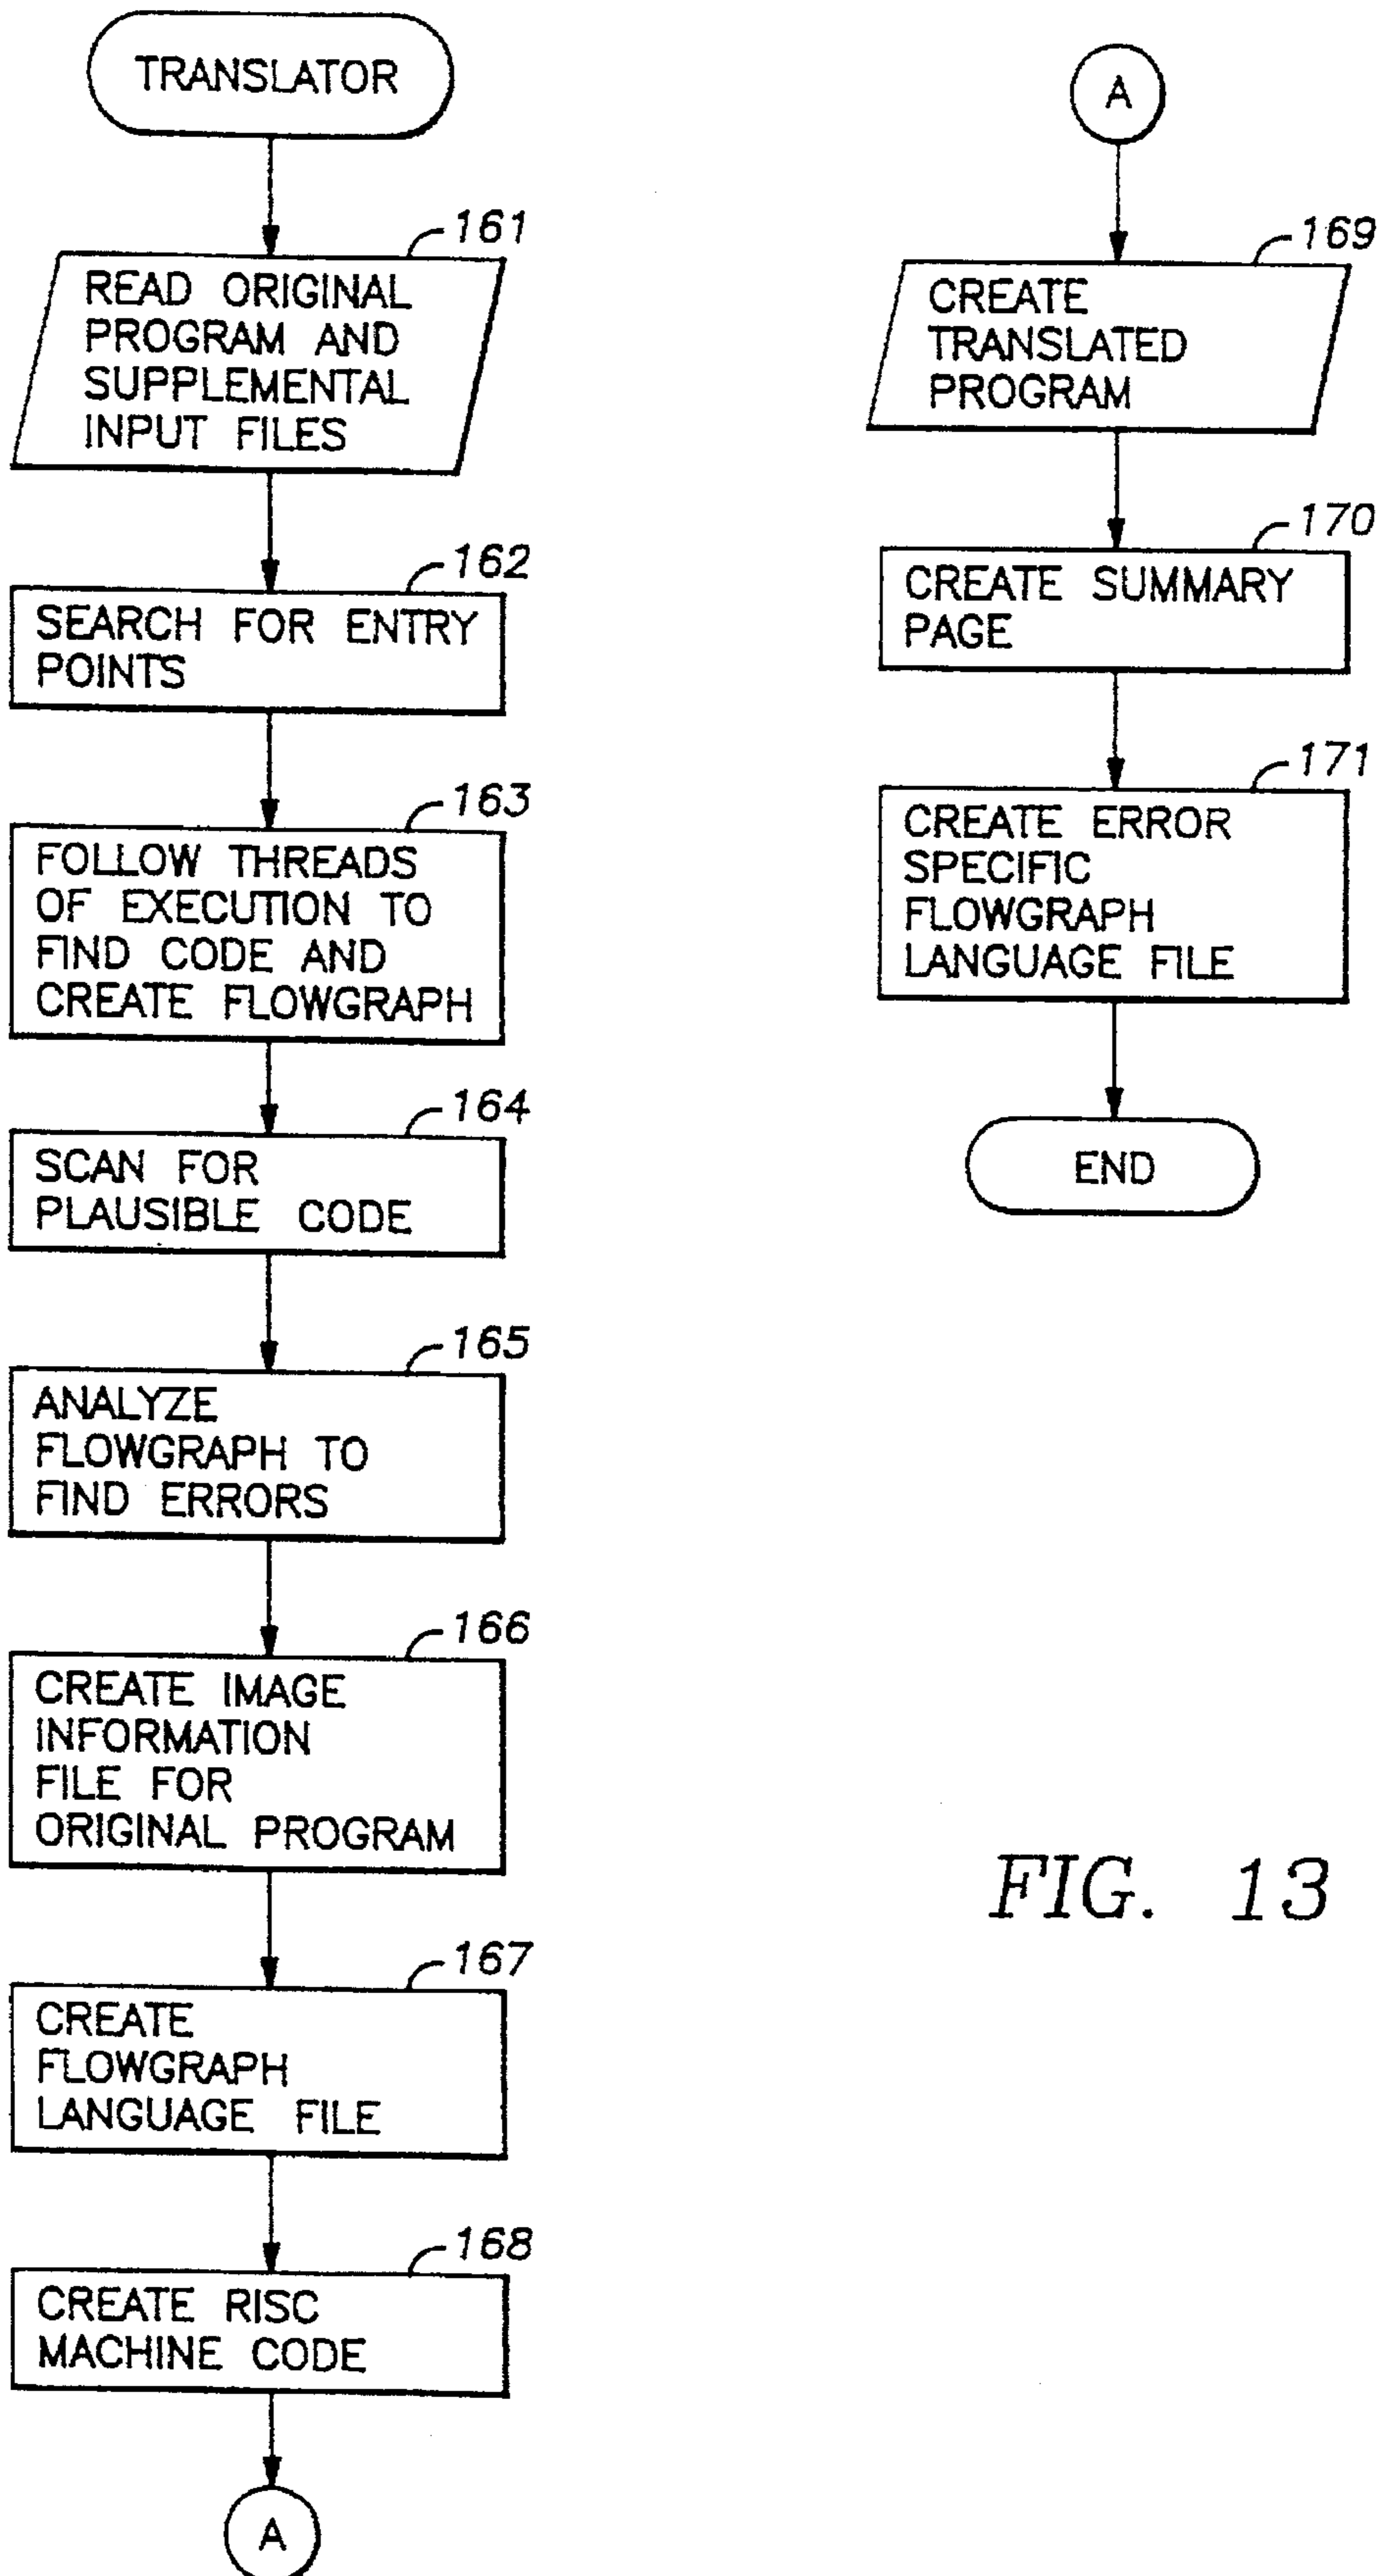 TRANSLATOR
161
READ ORIGINAL
PROGRAM AND
SUPPLEMENTAL
INPUT FILES
162
SEARCH FOR ENTRY
POINTS
163
FOLLOW THREADS
OF EXECUTION TO
FIND CODE AND
CREATE FLOWGRAPH
164
SCAN FOR
PLAUSIBLE CODE
165
ANALYZE
FLOWGRAPH TO
FIND ERRORS
166
CREATE IMAGE
INFORMATION
FILE FOR
ORIGINAL PROGRAM
167
CREATE
FLOWGRAPH
LANGUAGE FILE
168
CREATE RISC
MACHINE CODE
A
A
169
CREATE
TRANSLATED
PROGRAM
170
CREATE SUMMARY
PAGE
171
CREATE ERROR
SPECIFIC
FLOWGRAPH
LANGUAGE FILE
END
FIG. 13